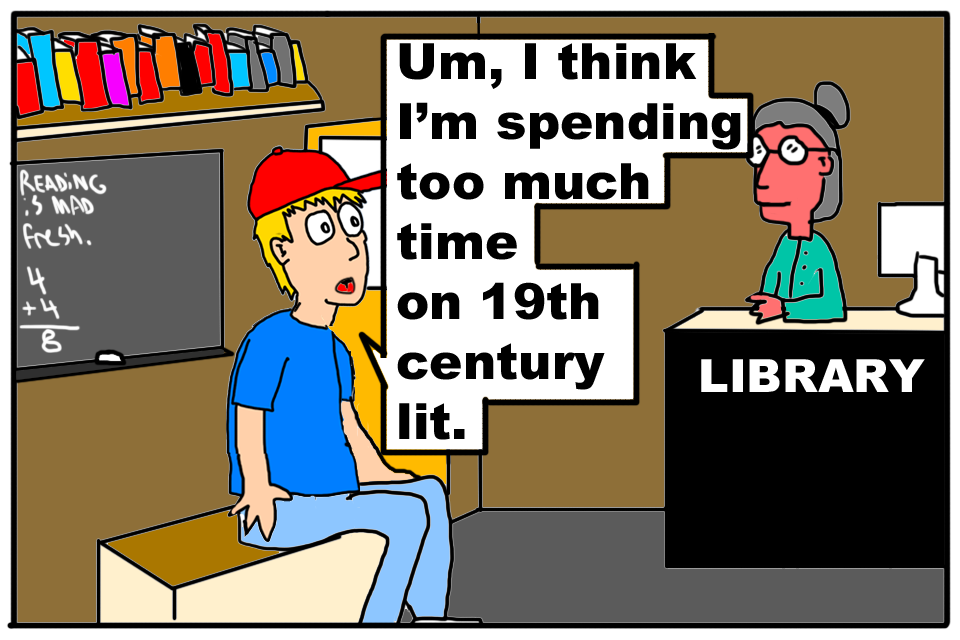 Um, I think
I'm spending
too much
time
on 19th
century
lit.
READiNG
iS MAD
fresh.
4
+4
8
LIBRARY